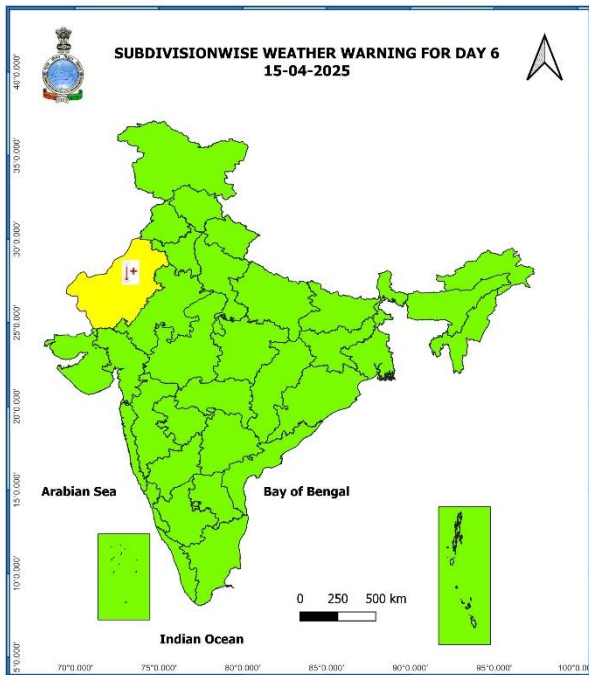 SUBDIVISIONWISE WEATHER WARNING FOR DAY 6
15-04-2025
40°0.000'
35°0.000'
30°0.000'
25°0.000'
20°0.000'
15°0.000'
10°0.000'
5°0.000'
Arabian Sea
Bay of Bengal
0 250 500 km
Indian Ocean
70°0.000' 75°0.000' 80°0.000' 85°0.000' 90°0.000' 95°0.000' 100°0.000'